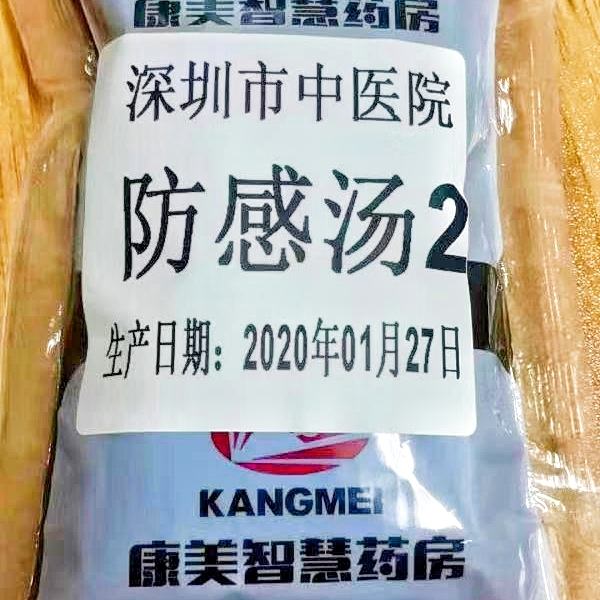 康美智慧药房
深圳市中医院
防感汤2
生产日期：2020年01月27日
KANGMEI
康美智慧药房